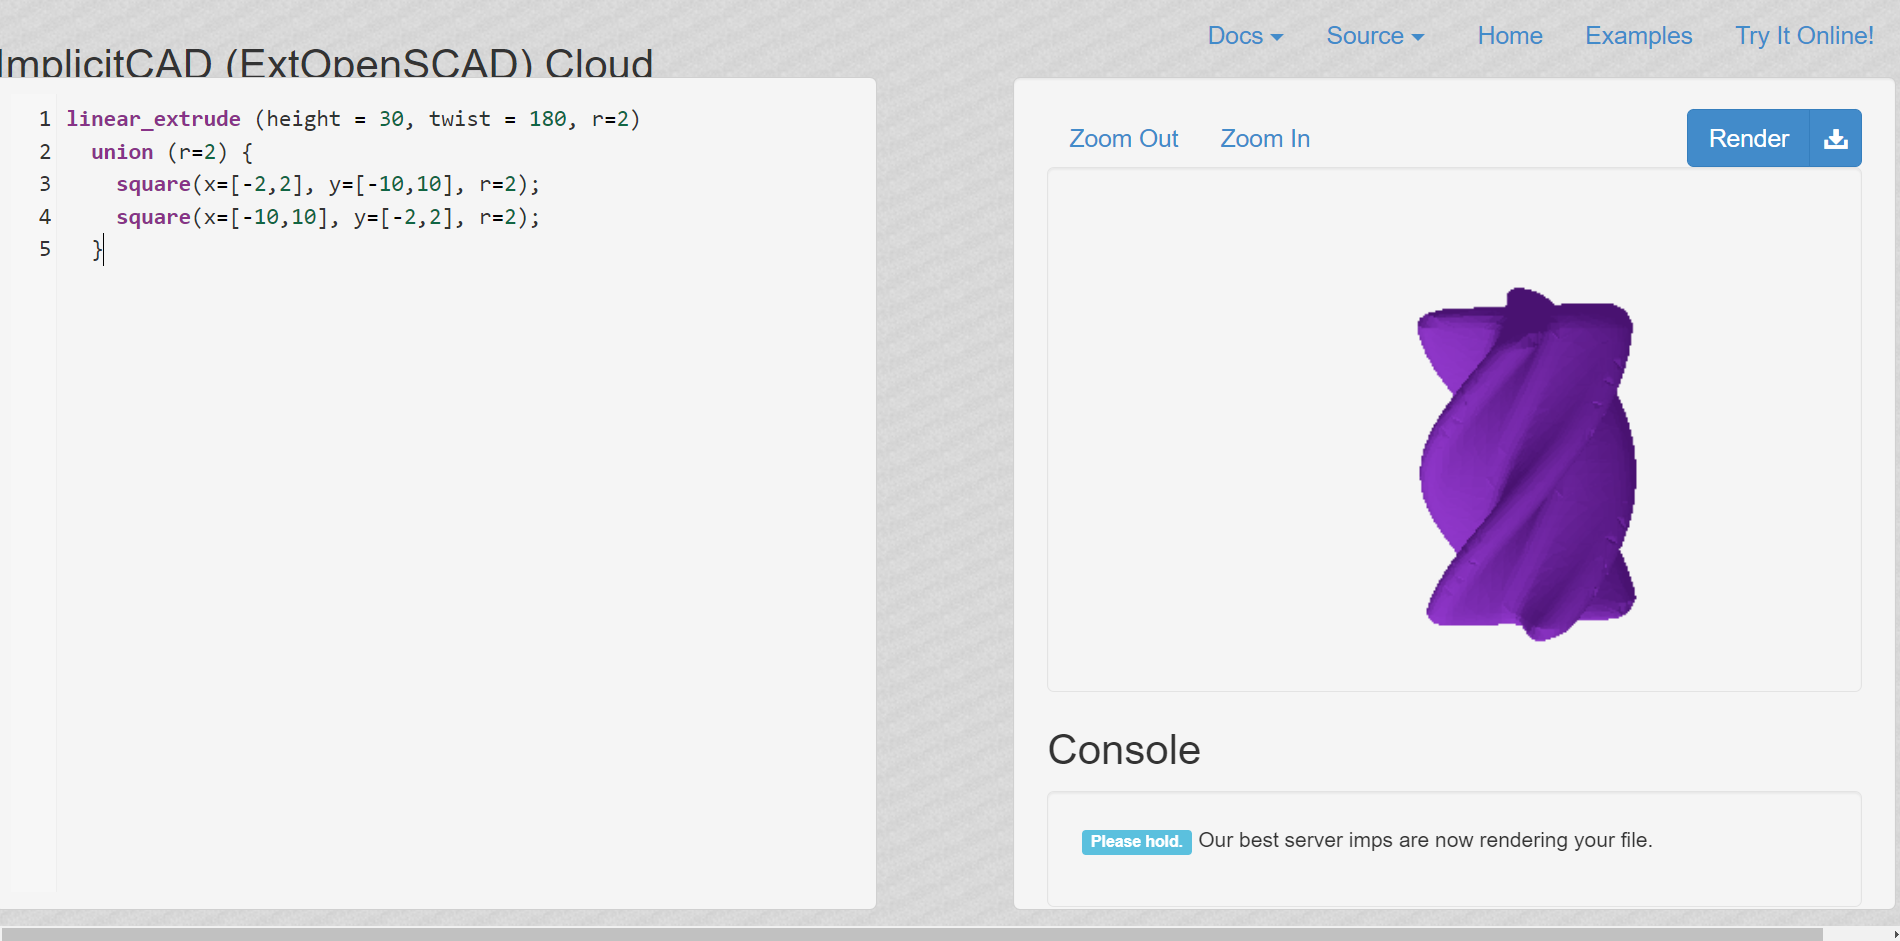 Docs Source Home Examples Try It Online!
ImplicitCAD (ExtOpenSCAD) Cloud
1 linear_extrude (height = 30, twist = 180, r=2)
2 union (r=2) {
3 square(x=[-2,2], y=[-10,10], r=2);
4 square(x=[-10,10], y=[-2,2], r=2);
5 }
Zoom Out Zoom In Render
Console
Please hold. Our best server imps are now rendering your file.